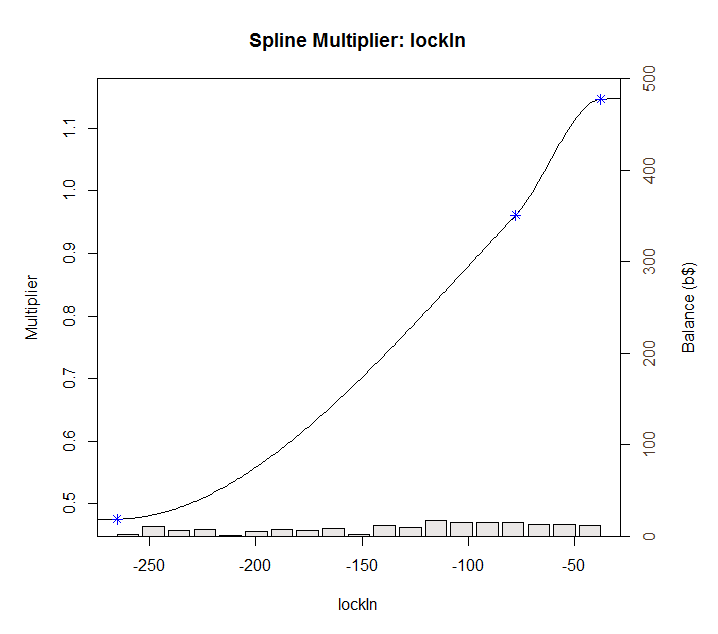 Spline Multiplier: lockIn
Multiplier
0.5 0.6 0.7 0.8 0.9 1.0 1.1
0 100 200 300 400 500
Balance (b$)
-250 -200 -150 -100 -50
lockIn